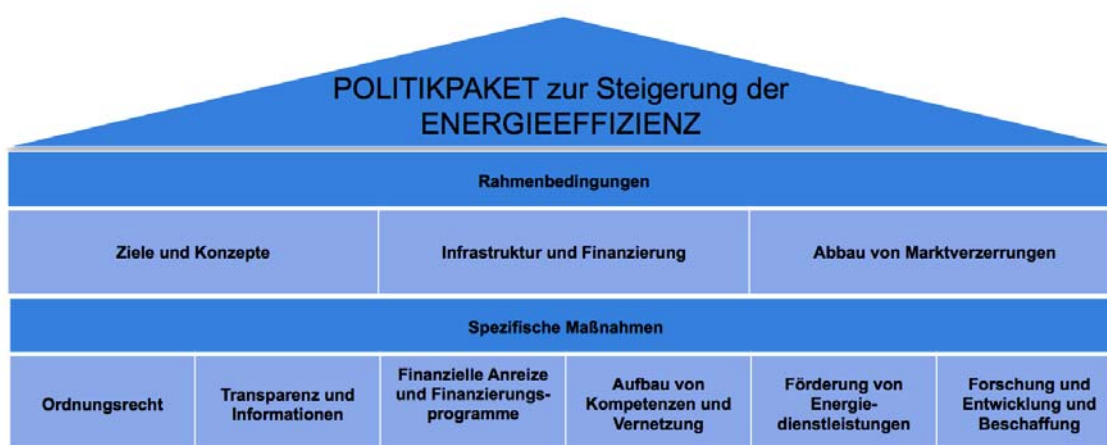 POLITIKPAKET zur Steigerung der
ENERGIEEFFIZIENZ
Rahmenbedingungen
Ziele und Konzepte
Infrastruktur und Finanzierung
Abbau von Marktverzerrungen
Spezifische Maßnahmen
Ordnungsrecht
Transparenz und
Informationen
Finanzielle Anreize
und Finanzierungs-
programme
Aufbau von
Kompetenzen und
Vernetzung
Förderung von
Energie-
dienstleistungen
Forschung und
Entwicklung und
Beschaffung